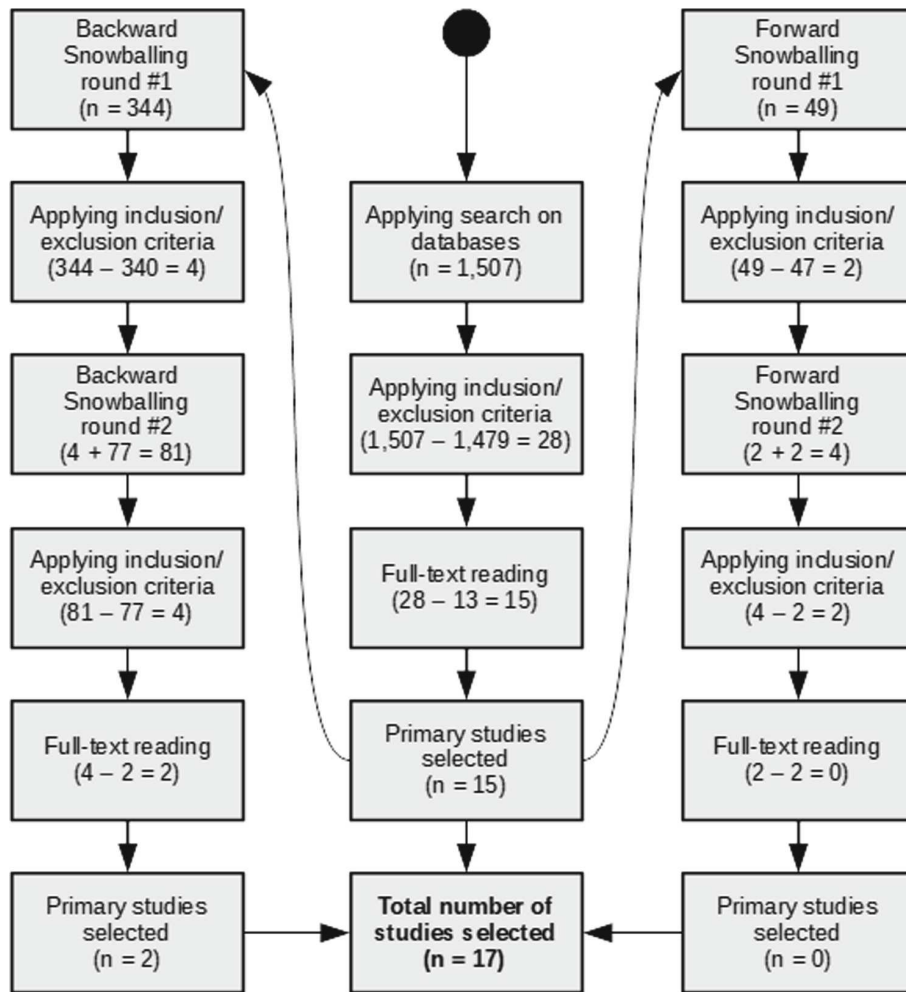 Backward
Snowballing
round #1
(n = 344)
Applying inclusion/
exclusion criteria
(344 – 340 = 4)
Backward
Snowballing
round #2
(4 + 77 = 81)
Applying inclusion/
exclusion criteria
(81 – 77 = 4)
Full-text reading
(4 – 2 = 2)
Primary studies
selected
(n = 2)
Applying search on
databases
(n = 1,507)
Applying inclusion/
exclusion criteria
(1,507 – 1,479 = 28)
Full-text reading
(28 – 13 = 15)
Primary studies
selected
(n = 15)
Total number of
studies selected
(n = 17)
Forward
Snowballing
round #1
(n = 49)
Applying inclusion/
exclusion criteria
(49 – 47 = 2)
Forward
Snowballing
round #2
(2 + 2 = 4)
Applying inclusion/
exclusion criteria
(4 – 2 = 2)
Full-text reading
(2 – 2 = 0)
Primary studies
selected
(n = 0)